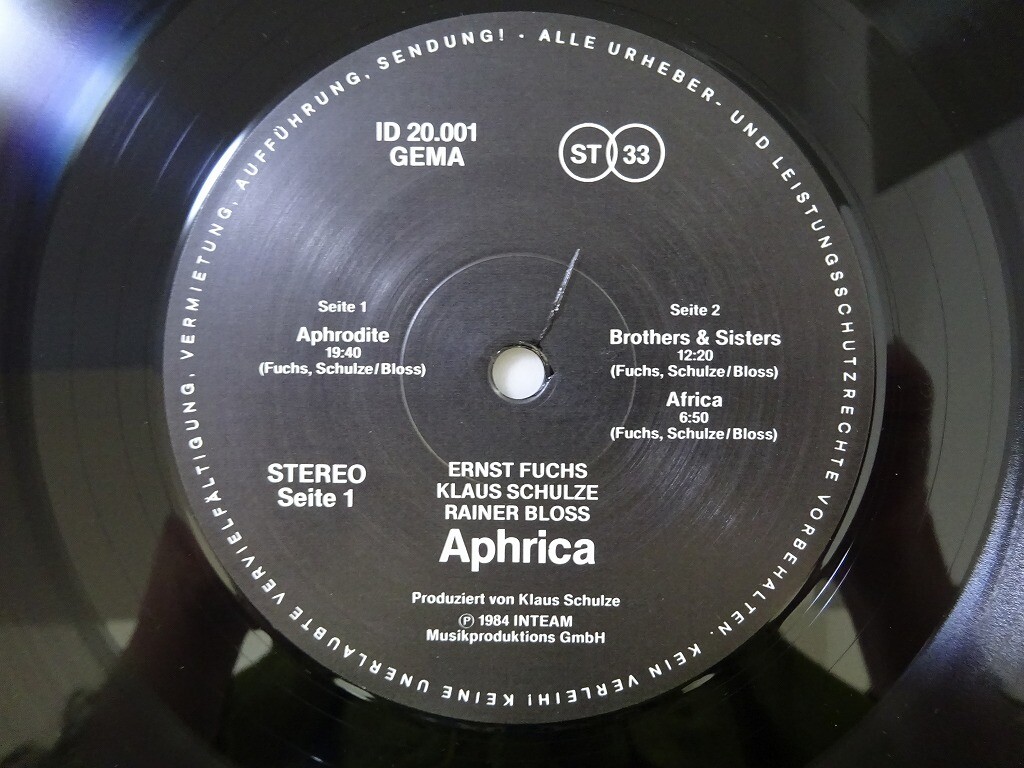 ALLE URHEBER- UND LEISTUNGSSCHUTZRECHTE VORBEHALTEN. KEIN VERLEIH! KEINE UNERLAUBTE VERVIELFÄLTIGUNG, VERMIETUNG, AUFFÜHRUNG, SENDUNG! ·
ID 20.001
GEMA
ST 33
Seite 1
Aphrodite
19:40
(Fuchs, Schulze/Bloss)
Seite 2
Brothers & Sisters
12:20
(Fuchs, Schulze/Bloss)
Africa
6:50
(Fuchs, Schulze/Bloss)
STEREO
Seite 1
ERNST FUCHS
KLAUS SCHULZE
RAINER BLOSS
Aphrica
Produziert von Klaus Schulze
℗ 1984 INTEAM
Musikproduktions GmbH